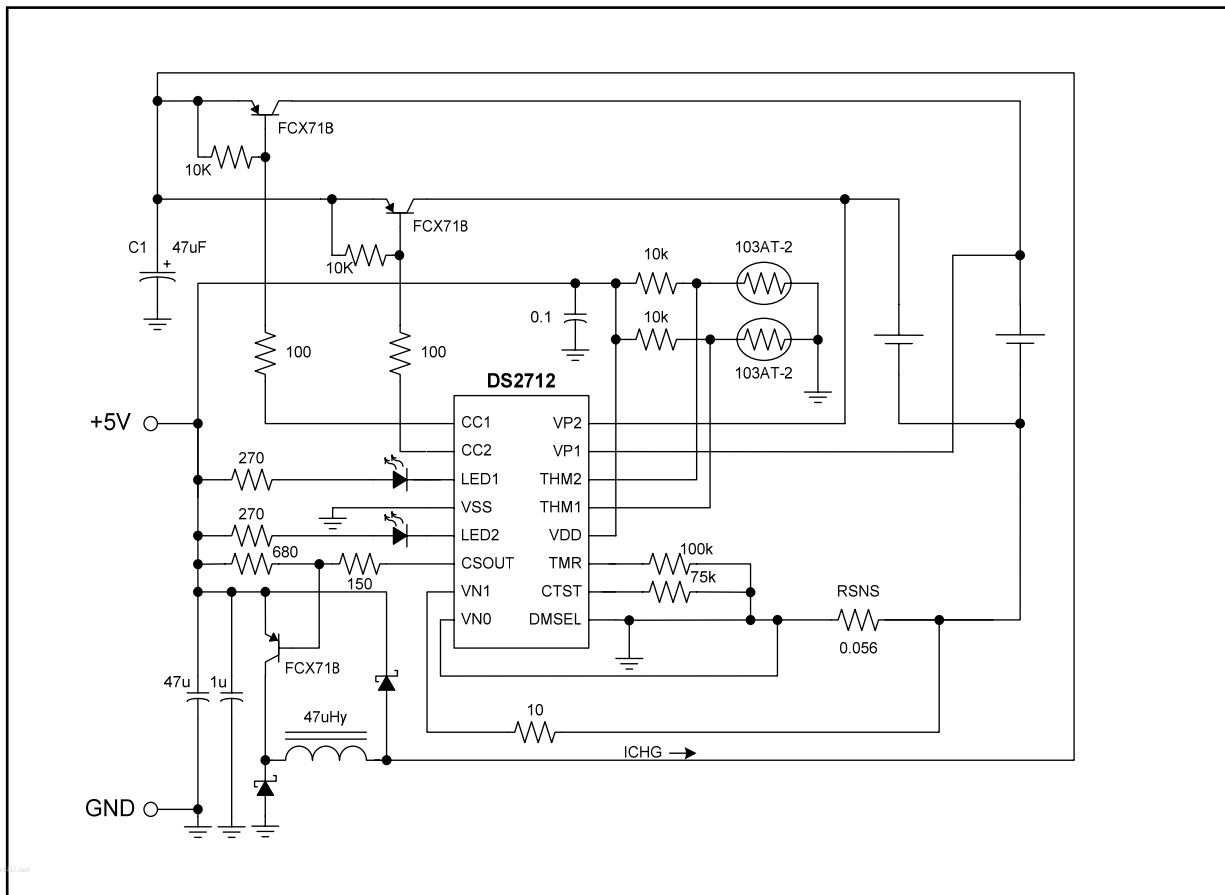 FCX718
10K
FCX718
C1 47uF
+
10K
10k
103AT-2
0.1
10k
103AT-2
100
100
DS2712
+5V
CC1
VP2
CC2
VP1
270
LED1
THM2
VSS
THM1
270
LED2
VDD
680
CSOUT
TMR
100k
150
75k
VN1
CTST
RSNS
VN0
DMSEL
0.056
FCX718
47u
1u
47uHy
10
ICHG
GND